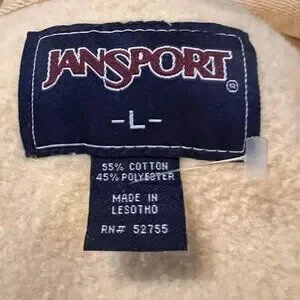 JANSPORT®
-L-
55% COTTON
45% POLYESTER
MADE IN
LESOTHO
RN# 52755